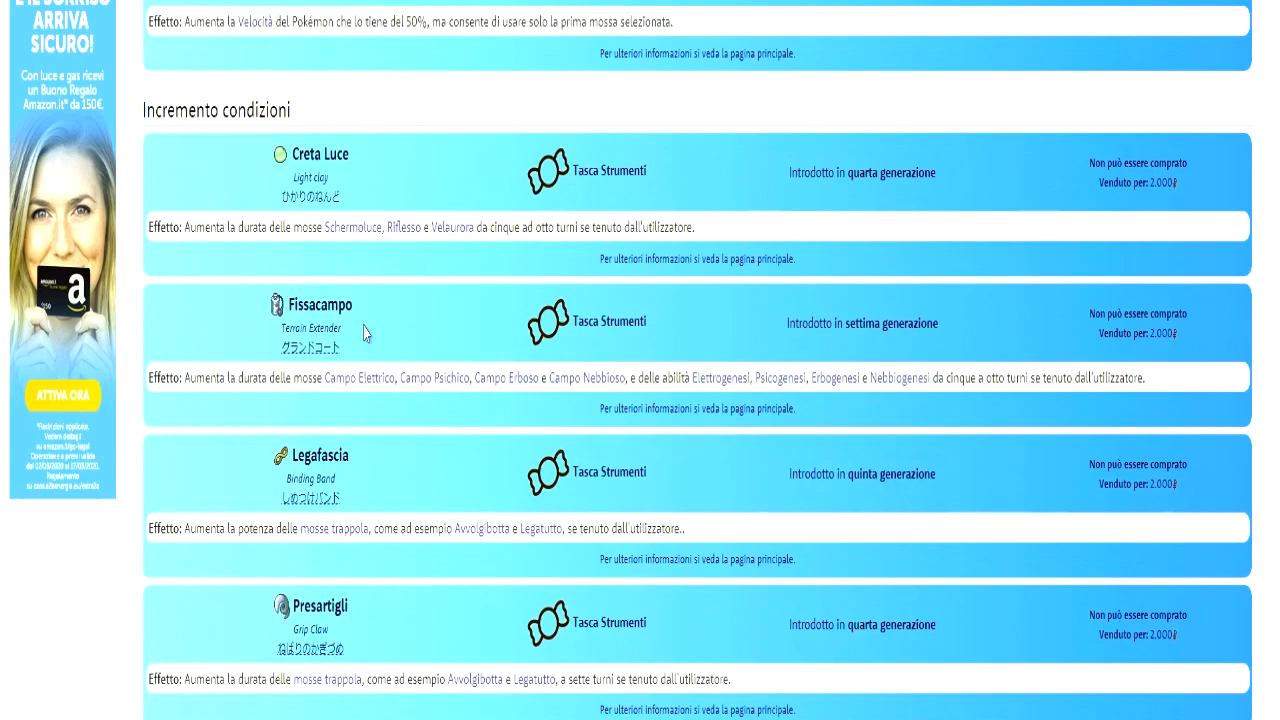 E IL SORRISO
ARRIVA
SICURO!
Con luce e gas ricevi
un Buono Regalo
Amazon.it* da 150€.
ATTIVA ORA
Effetto: Aumenta la Velocità del Pokémon che lo tiene del 50%, ma consente di usare solo la prima mossa selezionata.
Per ulteriori informazioni si veda la pagina principale.
Incremento condizioni
Creta Luce
Light clay
ひかりのねんど
Tasca Strumenti
Introdotto in quarta generazione
Non può essere comprato
Venduto per: 2.000
Effetto: Aumenta la durata delle mosse Schermoluce, Riflesso e Velaurora da cinque ad otto turni se tenuto dall'utilizzatore.
Per ulteriori informazioni si veda la pagina principale.
Fissacampo
Terrain Extender
グランドコート
Tasca Strumenti
Introdotto in settima generazione
Non può essere comprato
Venduto per: 2.000
Effetto: Aumenta la durata delle mosse Campo Elettrico, Campo Psichico, Campo Erboso e Campo Nebbioso, e delle abilità Elettrogenesi, Psicogenesi, Erbogenesi e Nebbiogenesi da cinque a otto turni se tenuto dall'utilizzatore.
Per ulteriori informazioni si veda la pagina principale.
Legafascia
Binding Band
しめつけバンド
Tasca Strumenti
Introdotto in quinta generazione
Non può essere comprato
Venduto per: 2.000
Effetto: Aumenta la potenza delle mosse trappola, come ad esempio Avvolgibotta e Legatutto, se tenuto dall'utilizzatore..
Per ulteriori informazioni si veda la pagina principale.
Presartigli
Grip Claw
ねばりのかぎづめ
Tasca Strumenti
Introdotto in quarta generazione
Non può essere comprato
Venduto per: 2.000
Effetto: Aumenta la durata delle mosse trappola, come ad esempio Avvolgibotta e Legatutto, a sette turni se tenuto dall'utilizzatore.
Per ulteriori informazioni si veda la pagina principale.